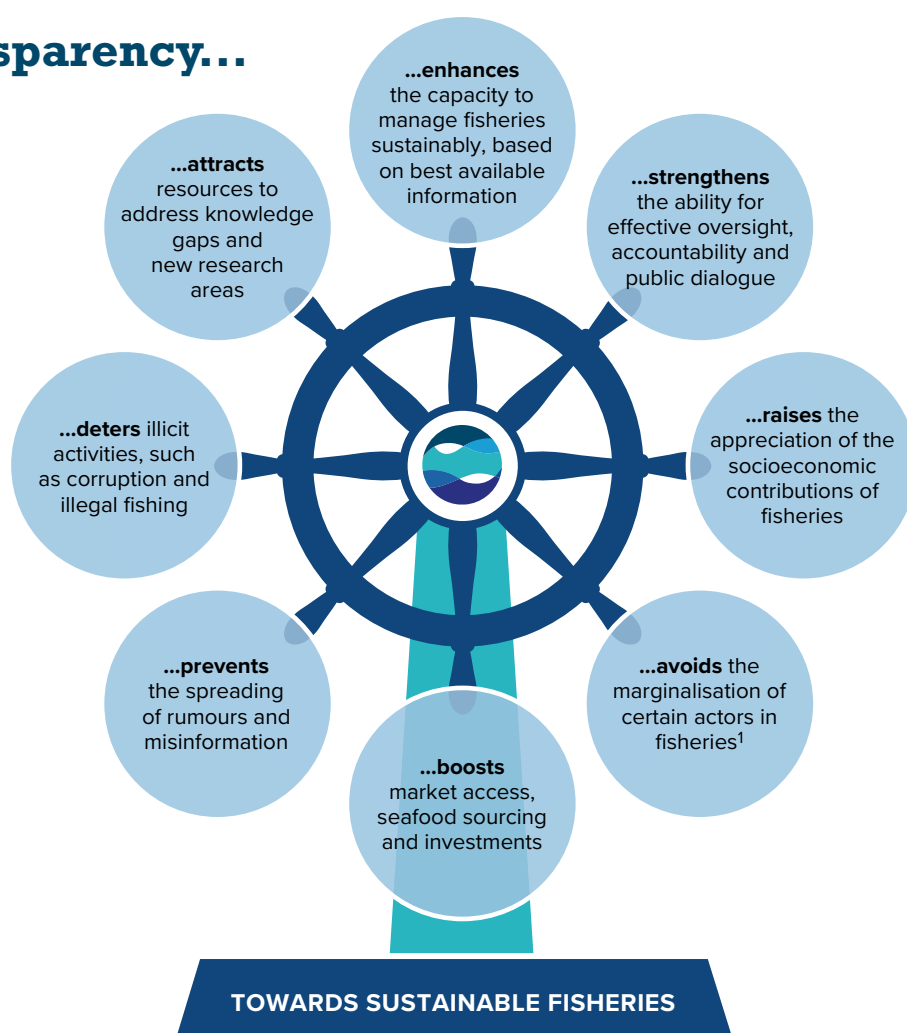 sparency...
...enhances
the capacity to
manage fisheries
sustainably, based
on best available
information
...strengthens
the ability for
effective oversight,
accountability and
public dialogue
...raises the
appreciation of the
socioeconomic
contributions of
fisheries
...avoids the
marginalisation of
certain actors in
fisheries¹
...boosts
market access,
seafood sourcing
and investments
...prevents
the spreading
of rumours and
misinformation
...deters illicit
activities, such
as corruption and
illegal fishing
...attracts
resources to
address knowledge
gaps and
new research
areas
TOWARDS SUSTAINABLE FISHERIES